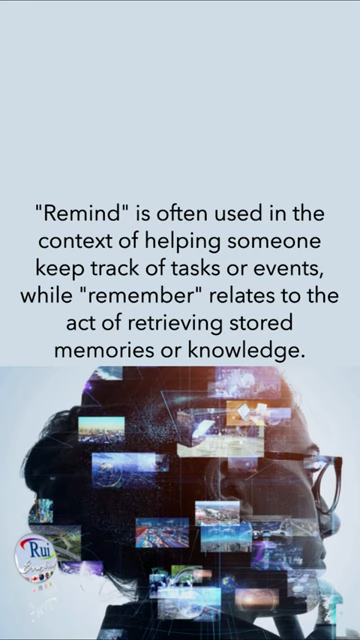 "Remind" is often used in the
context of helping someone
keep track of tasks or events,
while "remember" relates to the
act of retrieving stored
memories or knowledge.
Rui